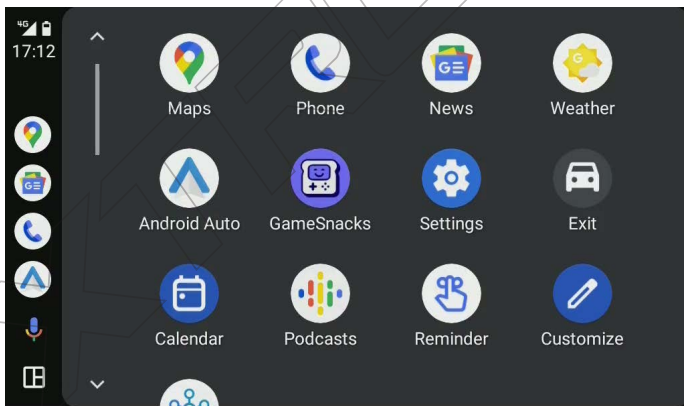 4G
17:12
Maps
Phone
News
Weather
Android Auto
GameSnacks
Settings
Exit
Calendar
Podcasts
Reminder
Customize